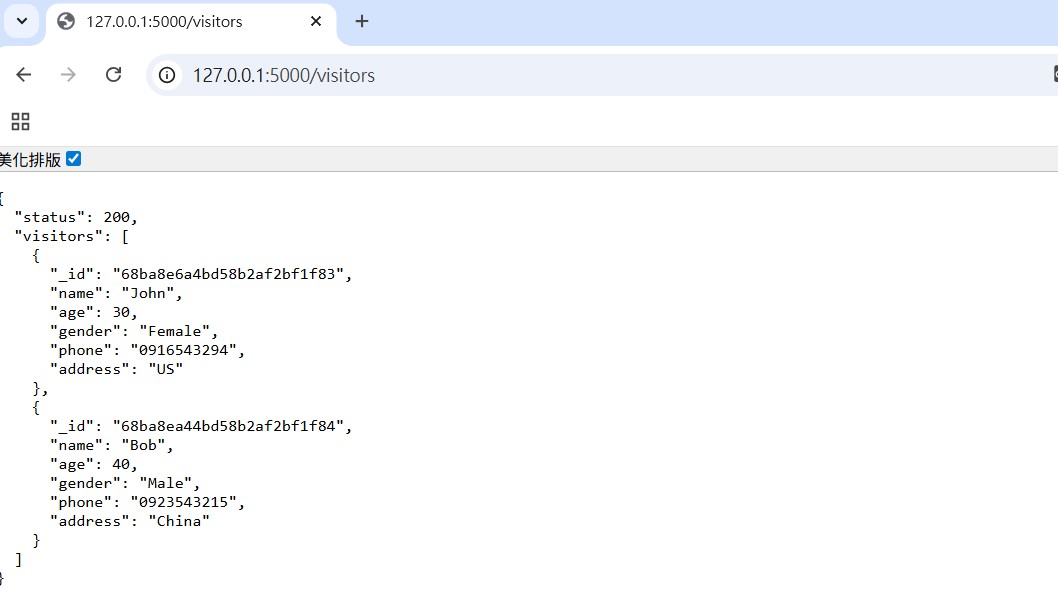 127.0.0.1:5000/visitors
127.0.0.1:5000/visitors
美化排版
{
  "status": 200,
  "visitors": [
    {
      "_id": "68ba8e6a4bd58b2af2bf1f83",
      "name": "John",
      "age": 30,
      "gender": "Female",
      "phone": "0916543294",
      "address": "US"
    },
    {
      "_id": "68ba8ea44bd58b2af2bf1f84",
      "name": "Bob",
      "age": 40,
      "gender": "Male",
      "phone": "0923543215",
      "address": "China"
    }
  ]
}